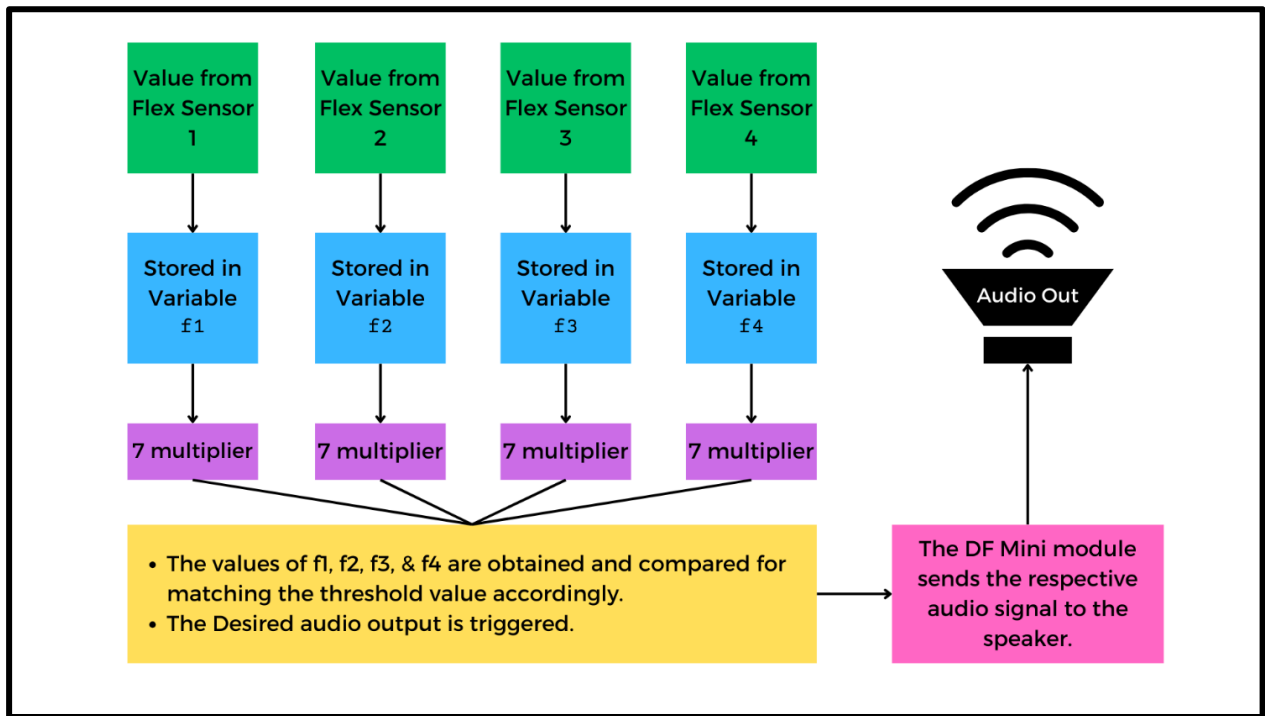 Value from
Flex Sensor
1
Value from
Flex Sensor
2
Value from
Flex Sensor
3
Value from
Flex Sensor
4
Stored in
Variable
f1
Stored in
Variable
f2
Stored in
Variable
f3
Stored in
Variable
f4
Audio Out
7 multiplier
7 multiplier
7 multiplier
7 multiplier
• The values of f1, f2, f3, & f4 are obtained and compared for
matching the threshold value accordingly.
• The Desired audio output is triggered.
The DF Mini module
sends the respective
audio signal to the
speaker.